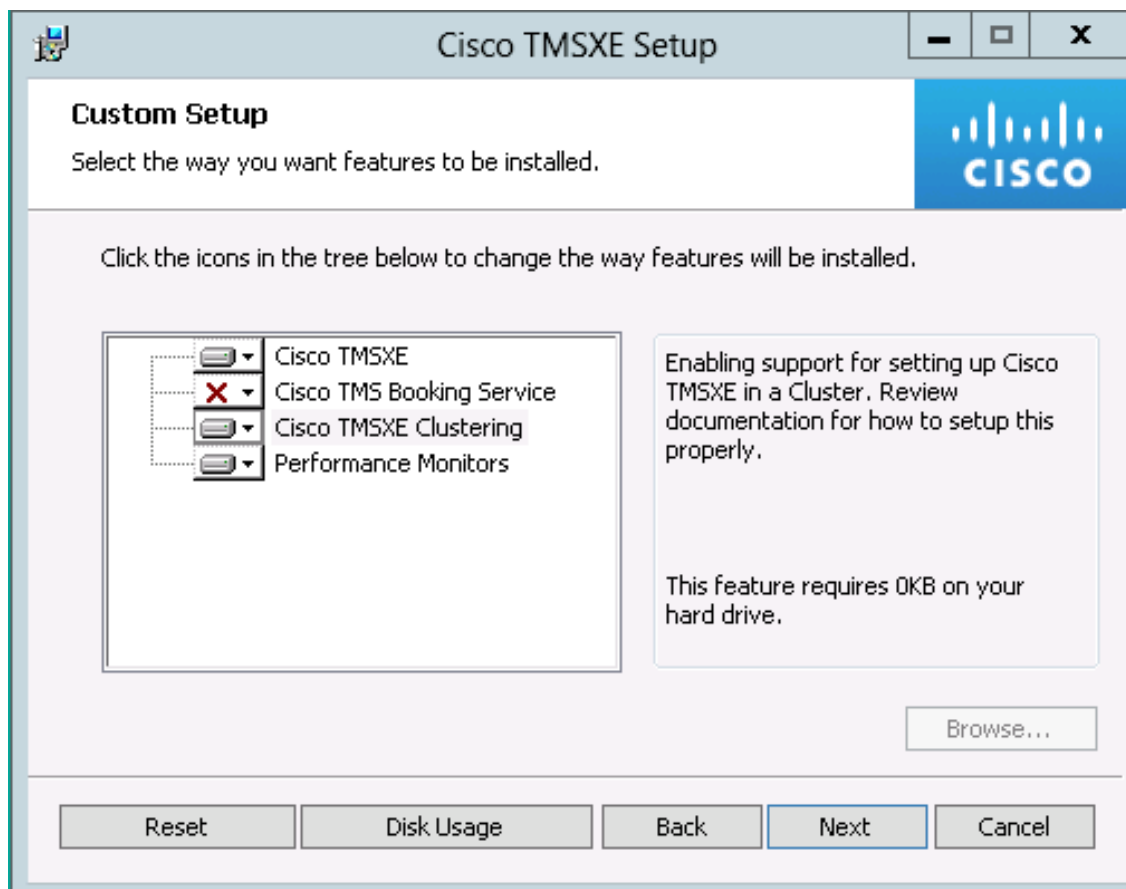 Cisco TMSXE Setup
Custom Setup
Select the way you want features to be installed.
CISCO
Click the icons in the tree below to change the way features will be installed.
Cisco TMSXE
Cisco TMS Booking Service
Cisco TMSXE Clustering
Performance Monitors
Enabling support for setting up Cisco
TMSXE in a Cluster. Review
documentation for how to setup this
properly.
This feature requires 0KB on your
hard drive.
Browse...
Reset
Disk Usage
Back
Next
Cancel